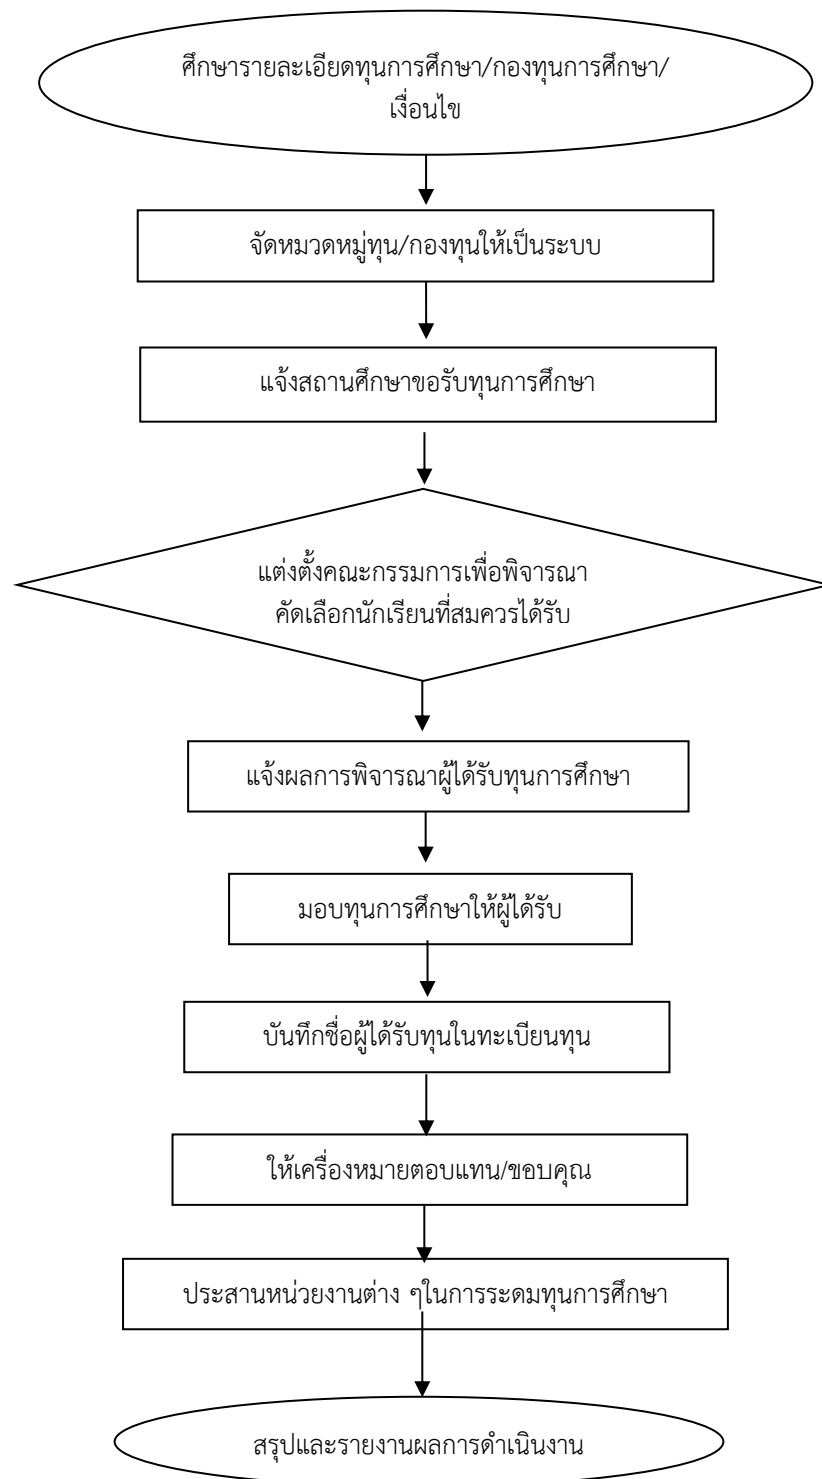 ศึกษารายละเอียดทุนการศึกษา/กองทุนการศึกษา/
เงื่อนไข
จัดหมวดหมู่ทุน/กองทุนให้เป็นระบบ
แจ้งสถานศึกษาขอรับทุนการศึกษา
แต่งตั้งคณะกรรมการเพื่อพิจารณา
คัดเลือกนักเรียนที่สมควรได้รับ
แจ้งผลการพิจารณาผู้ได้รับทุนการศึกษา
มอบทุนการศึกษาให้ผู้ได้รับ
บันทึกชื่อผู้ได้รับทุนในทะเบียนทุน
ให้เครื่องหมายตอบแทน/ขอบคุณ
ประสานหน่วยงานต่าง ๆในการระดมทุนการศึกษา
สรุปและรายงานผลการดำเนินงาน